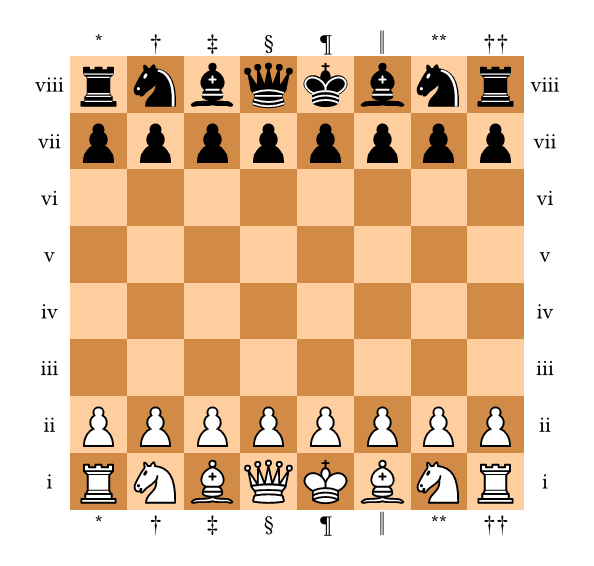 * † ‡ § ¶ ‖ ** ††
viii viii
vii vii
vi vi
v v
iv iv
iii iii
ii ii
i i
* † ‡ § ¶ ‖ ** ††